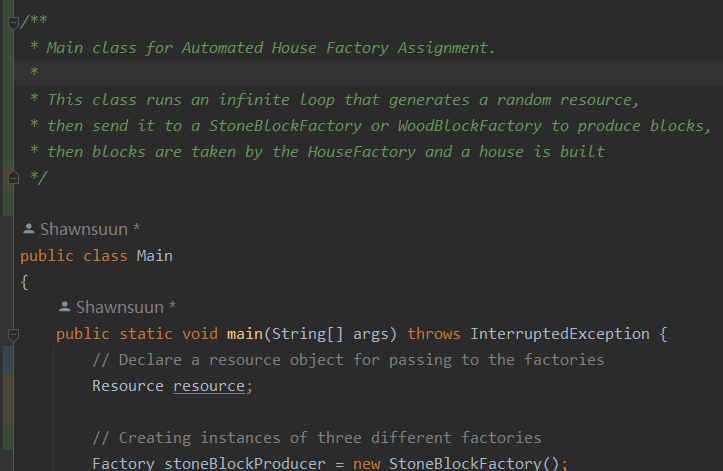 /**
* Main class for Automated House Factory Assignment.
*
* This class runs an infinite loop that generates a random resource,
* then send it to a StoneBlockFactory or WoodBlockFactory to produce blocks,
* then blocks are taken by the HouseFactory and a house is built
*/
Shawnsuun *
public class Main
{
Shawnsuun *
public static void main(String[] args) throws InterruptedException {
// Declare a resource object for passing to the factories
Resource resource;
// Creating instances of three different factories
Factory stoneBlockProducer = new StoneBlockFactory();